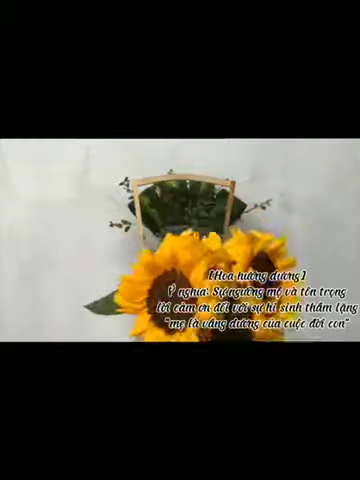 [Hoa hướng dương]
Ý nghĩa: Sự ngưỡng mộ và tôn trọng
lời cảm ơn đối với sự hi sinh thầm lặng
"mẹ là vầng dương của cuộc đời con"